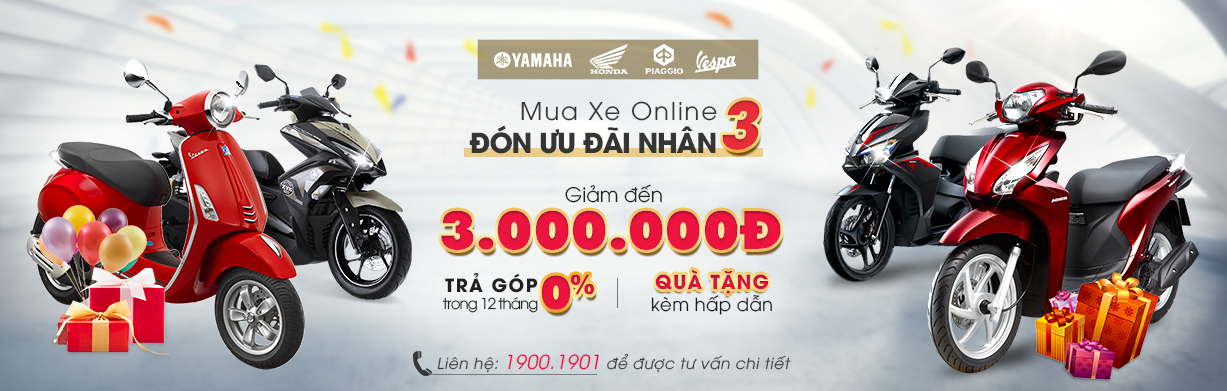 YAMAHA HONDA PIAGGIO Vespa
Mua Xe Online
ĐÓN ƯU ĐÃI NHÂN 3
Giảm đến
3.000.000Đ
TRẢ GÓP 0%
trong 12 tháng
QUÀ TẶNG
kèm hấp dẫn
Liên hệ: 1900.1901 để được tư vấn chi tiết
Vespa